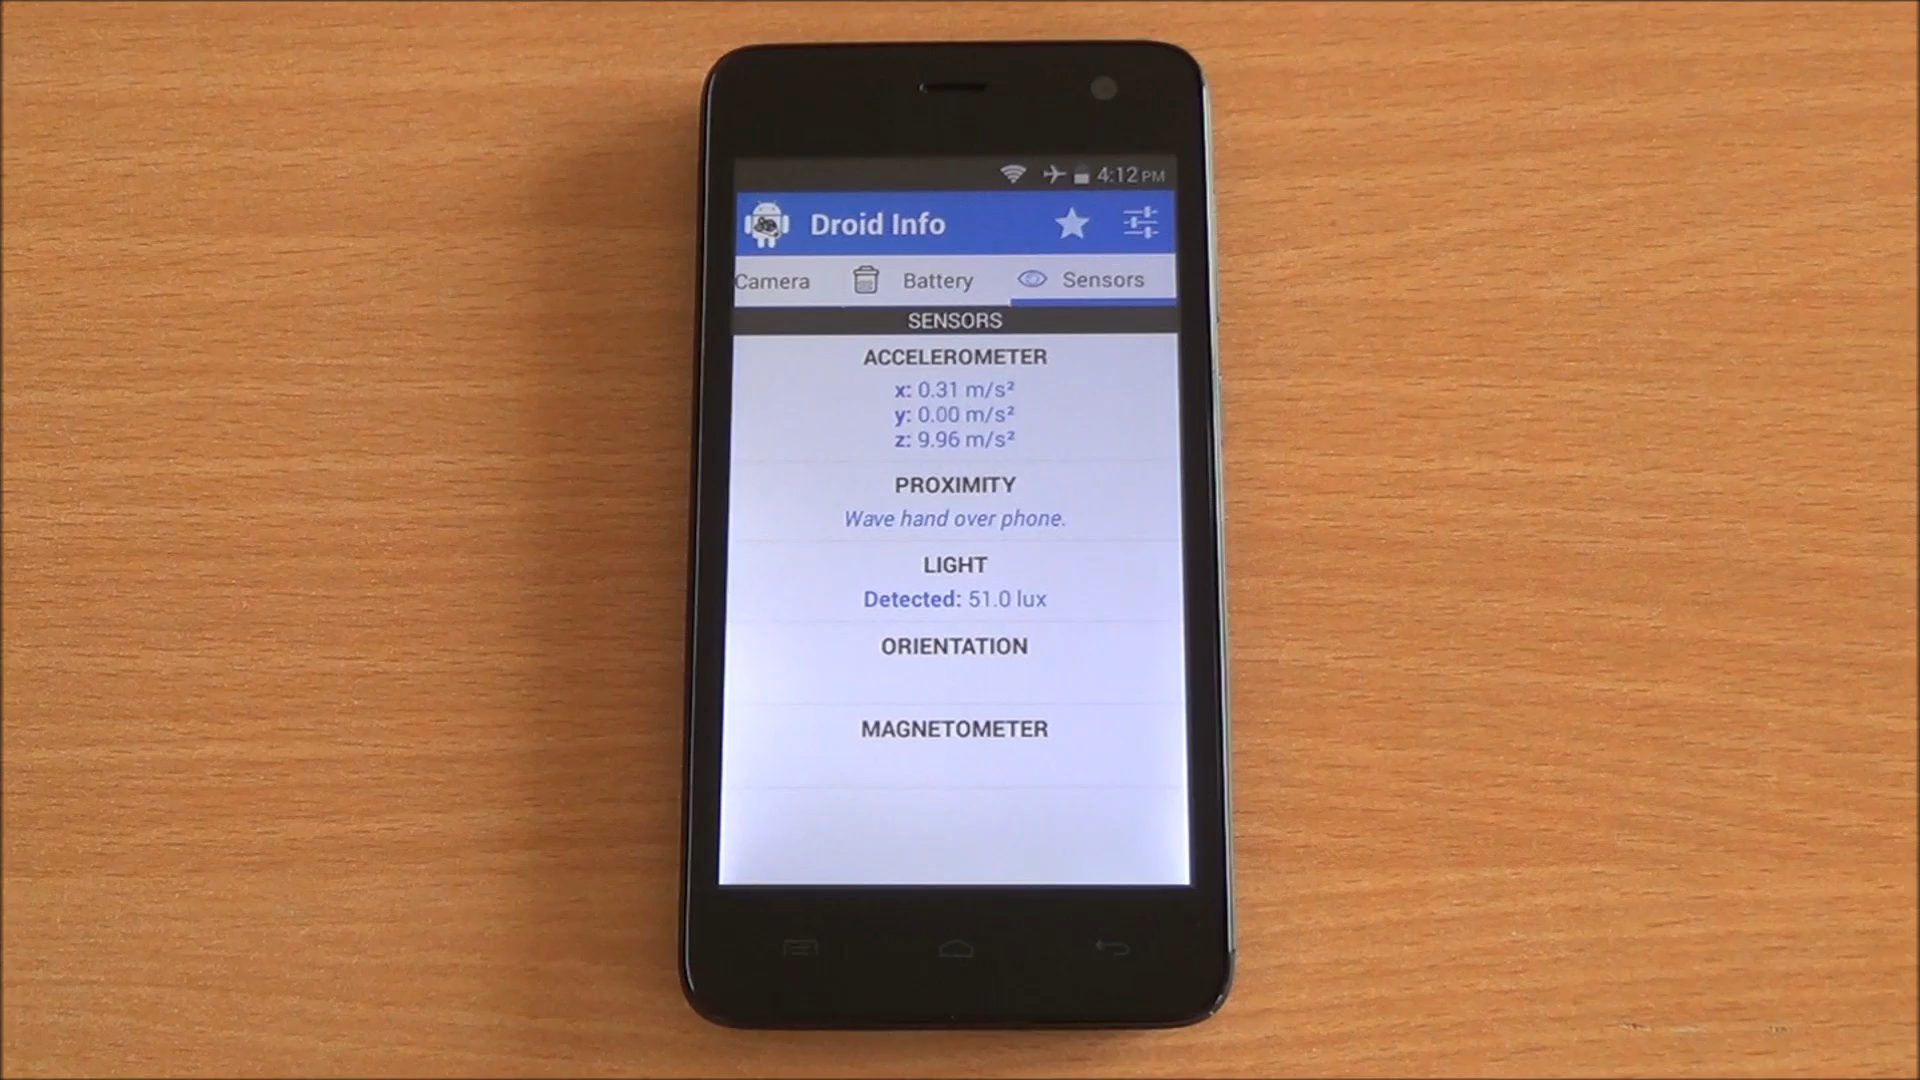 4:12 PM
Droid Info
Camera Battery Sensors
SENSORS
ACCELEROMETER
x: 0.31 m/s²
y: 0.00 m/s²
z: 9.96 m/s²
PROXIMITY
Wave hand over phone.
LIGHT
Detected: 51.0 lux
ORIENTATION
MAGNETOMETER